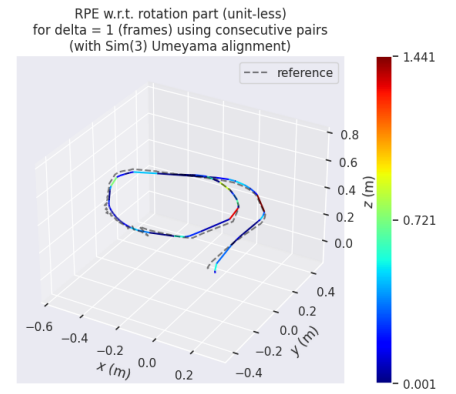 RPE w.r.t. rotation part (unit-less)
for delta = 1 (frames) using consecutive pairs
(with Sim(3) Umeyama alignment)
reference
1.441
0.721
0.001
0.8
0.6
0.4
0.2
0.0
z (m)
−0.6
−0.4
−0.2
0.0
0.2
x (m)
0.4
0.2
0.0
−0.2
−0.4
y (m)